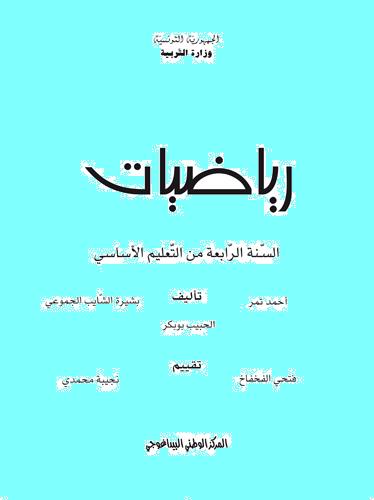 الجمهورية التونسية
وزارة التربية
رياضيات
السّنة الرّابعة من التّعليم الأساسي
تأليف
أحمد نمر
بشيرة الشّايب الجموعي
الحبيب بوبكر
تقييم
فتحي الفخفاخ
نجيبة محمدي
المركز الوطني البيداغوجي